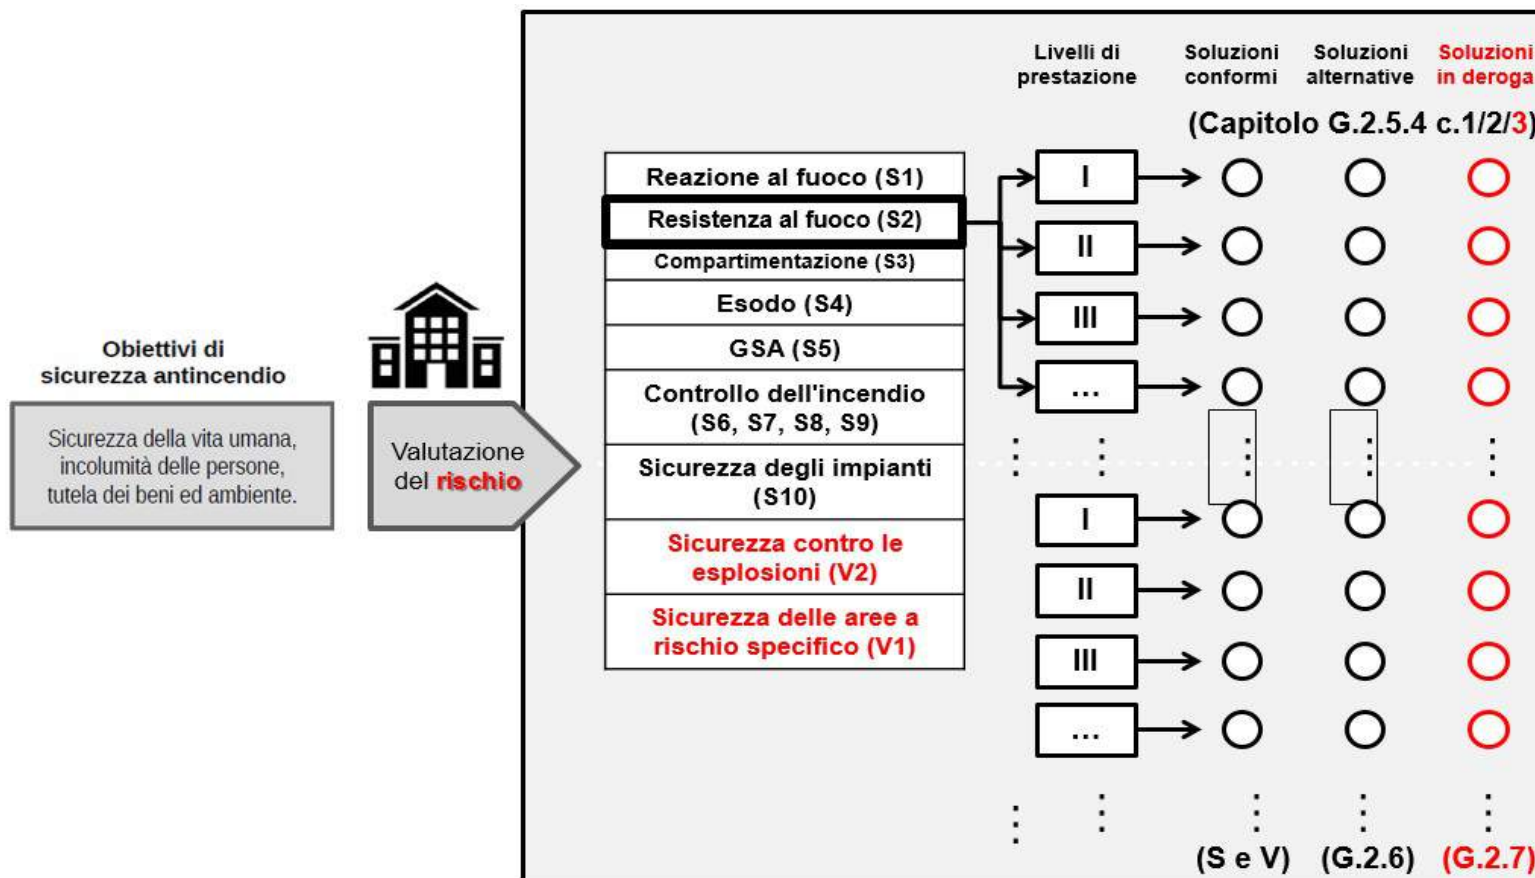 Obiettivi di
sicurezza antincendio
Sicurezza della vita umana,
incolumità delle persone,
tutela dei beni ed ambiente.
Valutazione
del rischio
Reazione al fuoco (S1)
Resistenza al fuoco (S2)
Compartimentazione (S3)
Esodo (S4)
GSA (S5)
Controllo dell'incendio
(S6, S7, S8, S9)
Sicurezza degli impianti
(S10)
Sicurezza contro le
esplosioni (V2)
Sicurezza delle aree a
rischio specifico (V1)
Livelli di
prestazione
Soluzioni
conformi
Soluzioni
alternative
Soluzioni
in deroga
(Capitolo G.2.5.4 c.1/2/3)
I
II
III
...
I
II
III
...
(S e V)
(G.2.6)
(G.2.7)